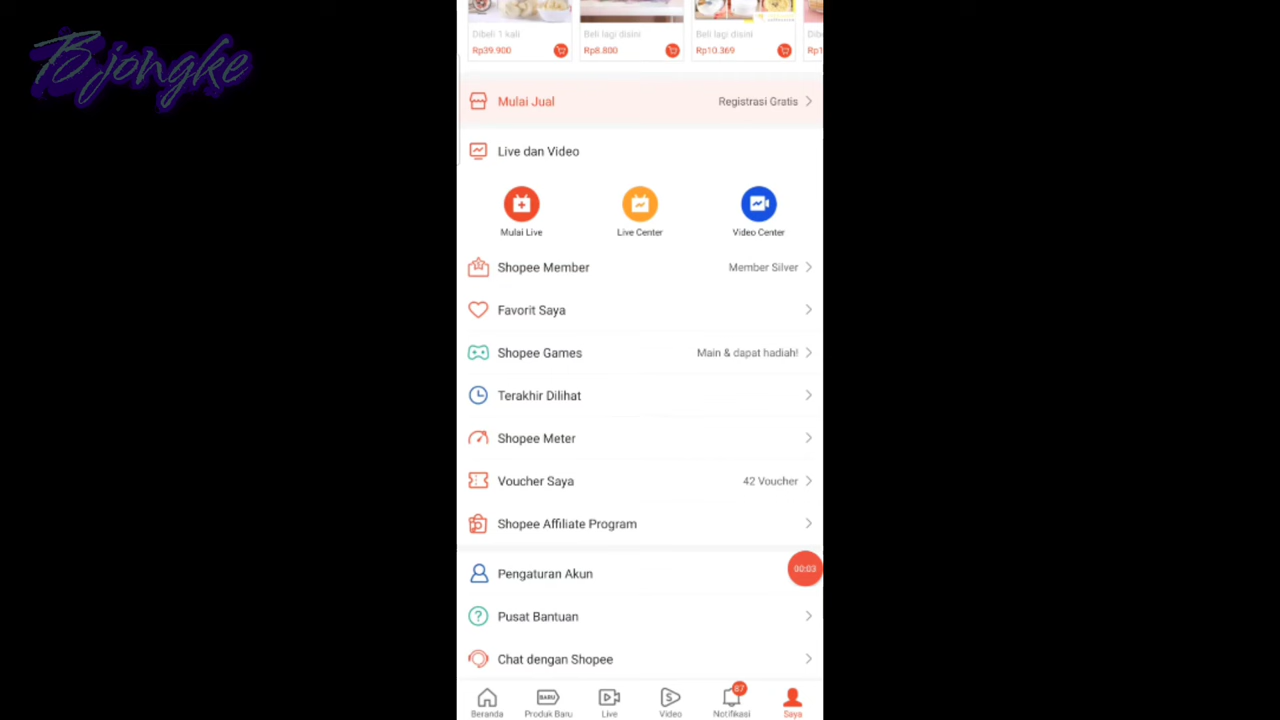 Bjongke
Dibeli 1 kali
Beli lagi disini
Beli lagi disini
Rp39.900
Rp8.800
Rp10.369
Mulai Jual
Registrasi Gratis
Live dan Video
Mulai Live
Live Center
Video Center
Shopee Member
Member Silver
Favorit Saya
Shopee Games
Main & dapat hadiah!
Terakhir Dilihat
Shopee Meter
Voucher Saya
42 Voucher
Shopee Affiliate Program
Pengaturan Akun
00:03
Pusat Bantuan
Chat dengan Shopee
BARU
87
Beranda
Produk Baru
Live
Video
Notifikasi
Saya